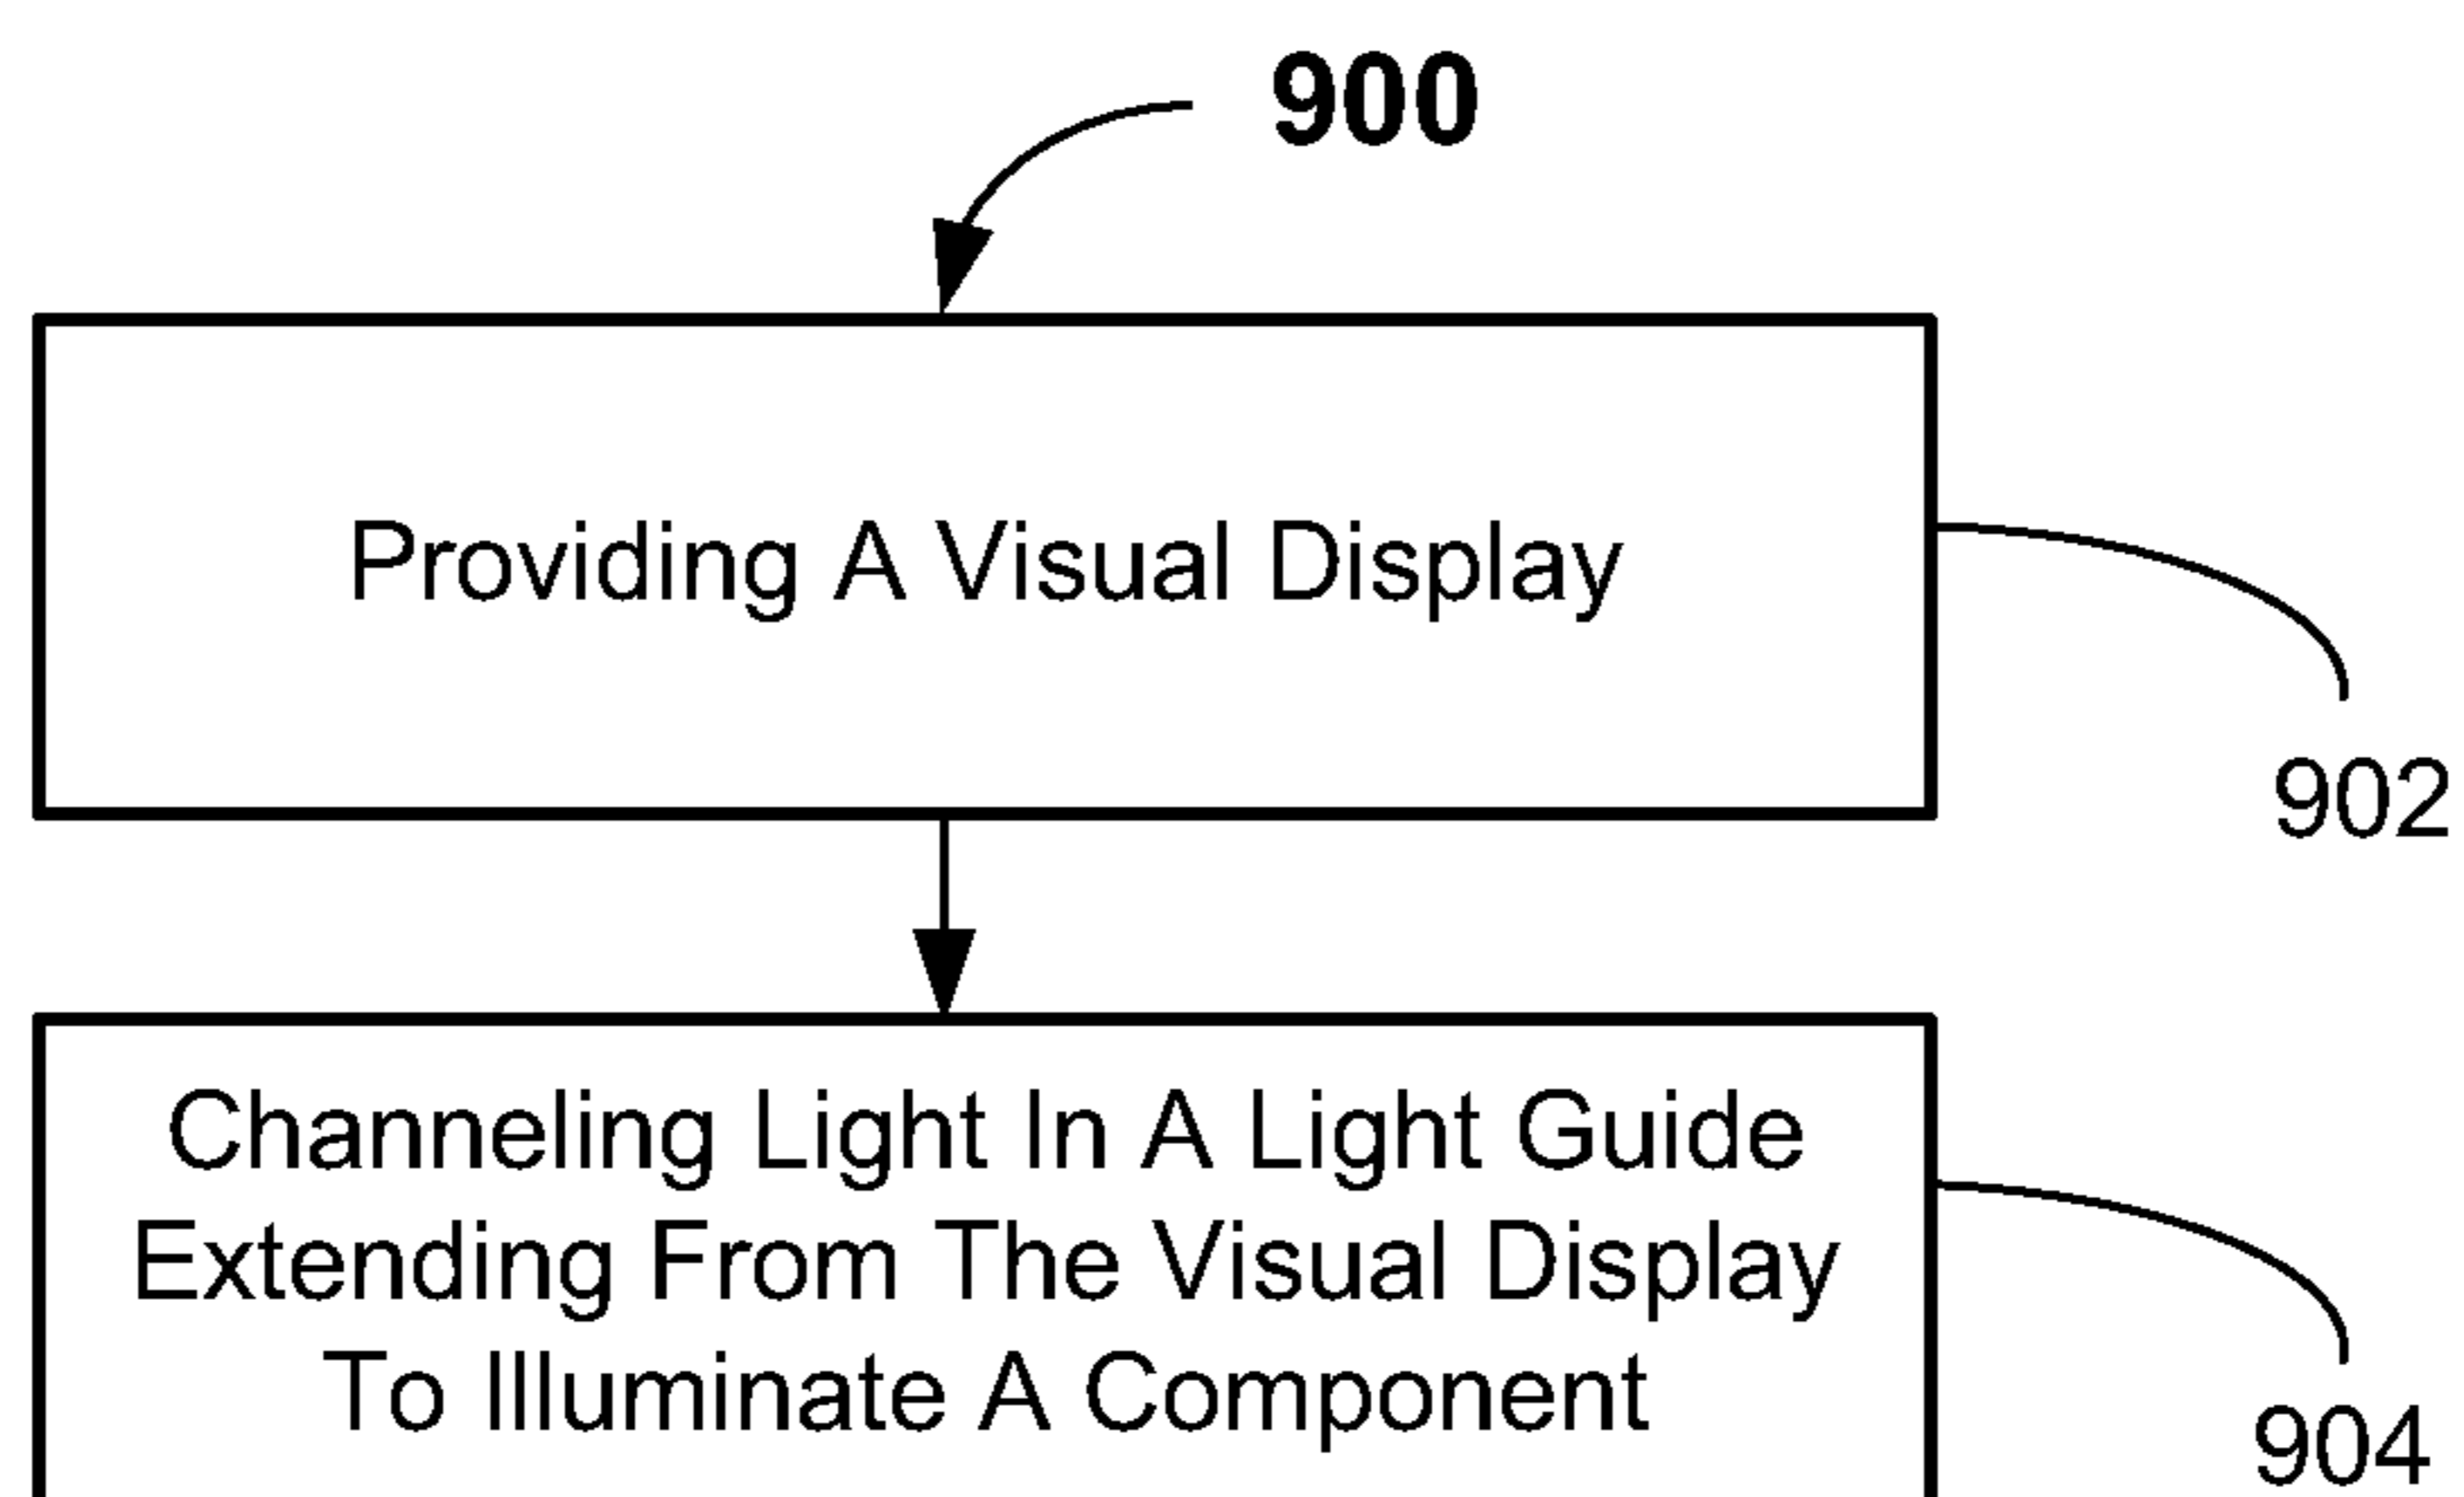 900
Providing A Visual Display
902
Channeling Light In A Light Guide
Extending From The Visual Display
To Illuminate A Component
904